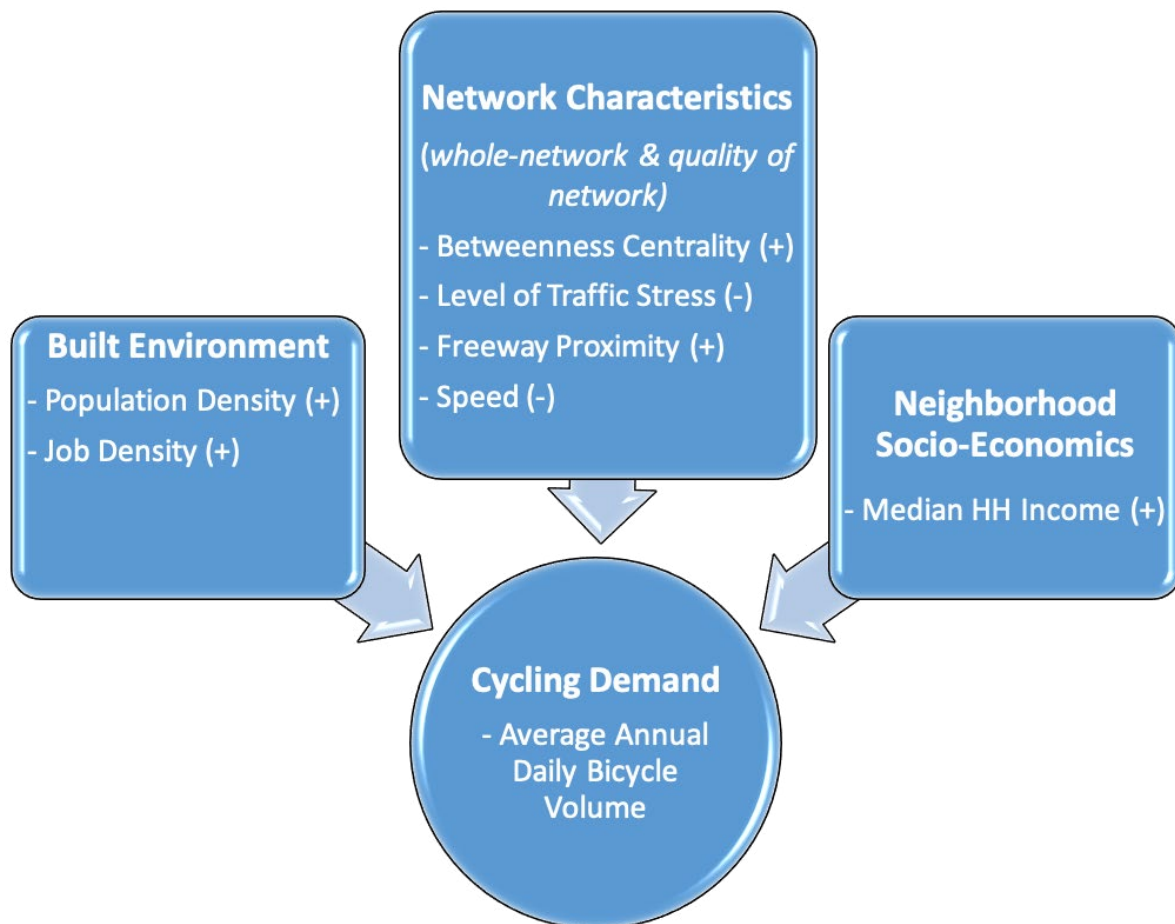 Network Characteristics
(whole-network & quality of
network)
- Betweenness Centrality (+)
- Level of Traffic Stress (-)
- Freeway Proximity (+)
- Speed (-)
Built Environment
- Population Density (+)
- Job Density (+)
Neighborhood
Socio-Economics
- Median HH Income (+)
Cycling Demand
- Average Annual
Daily Bicycle
Volume